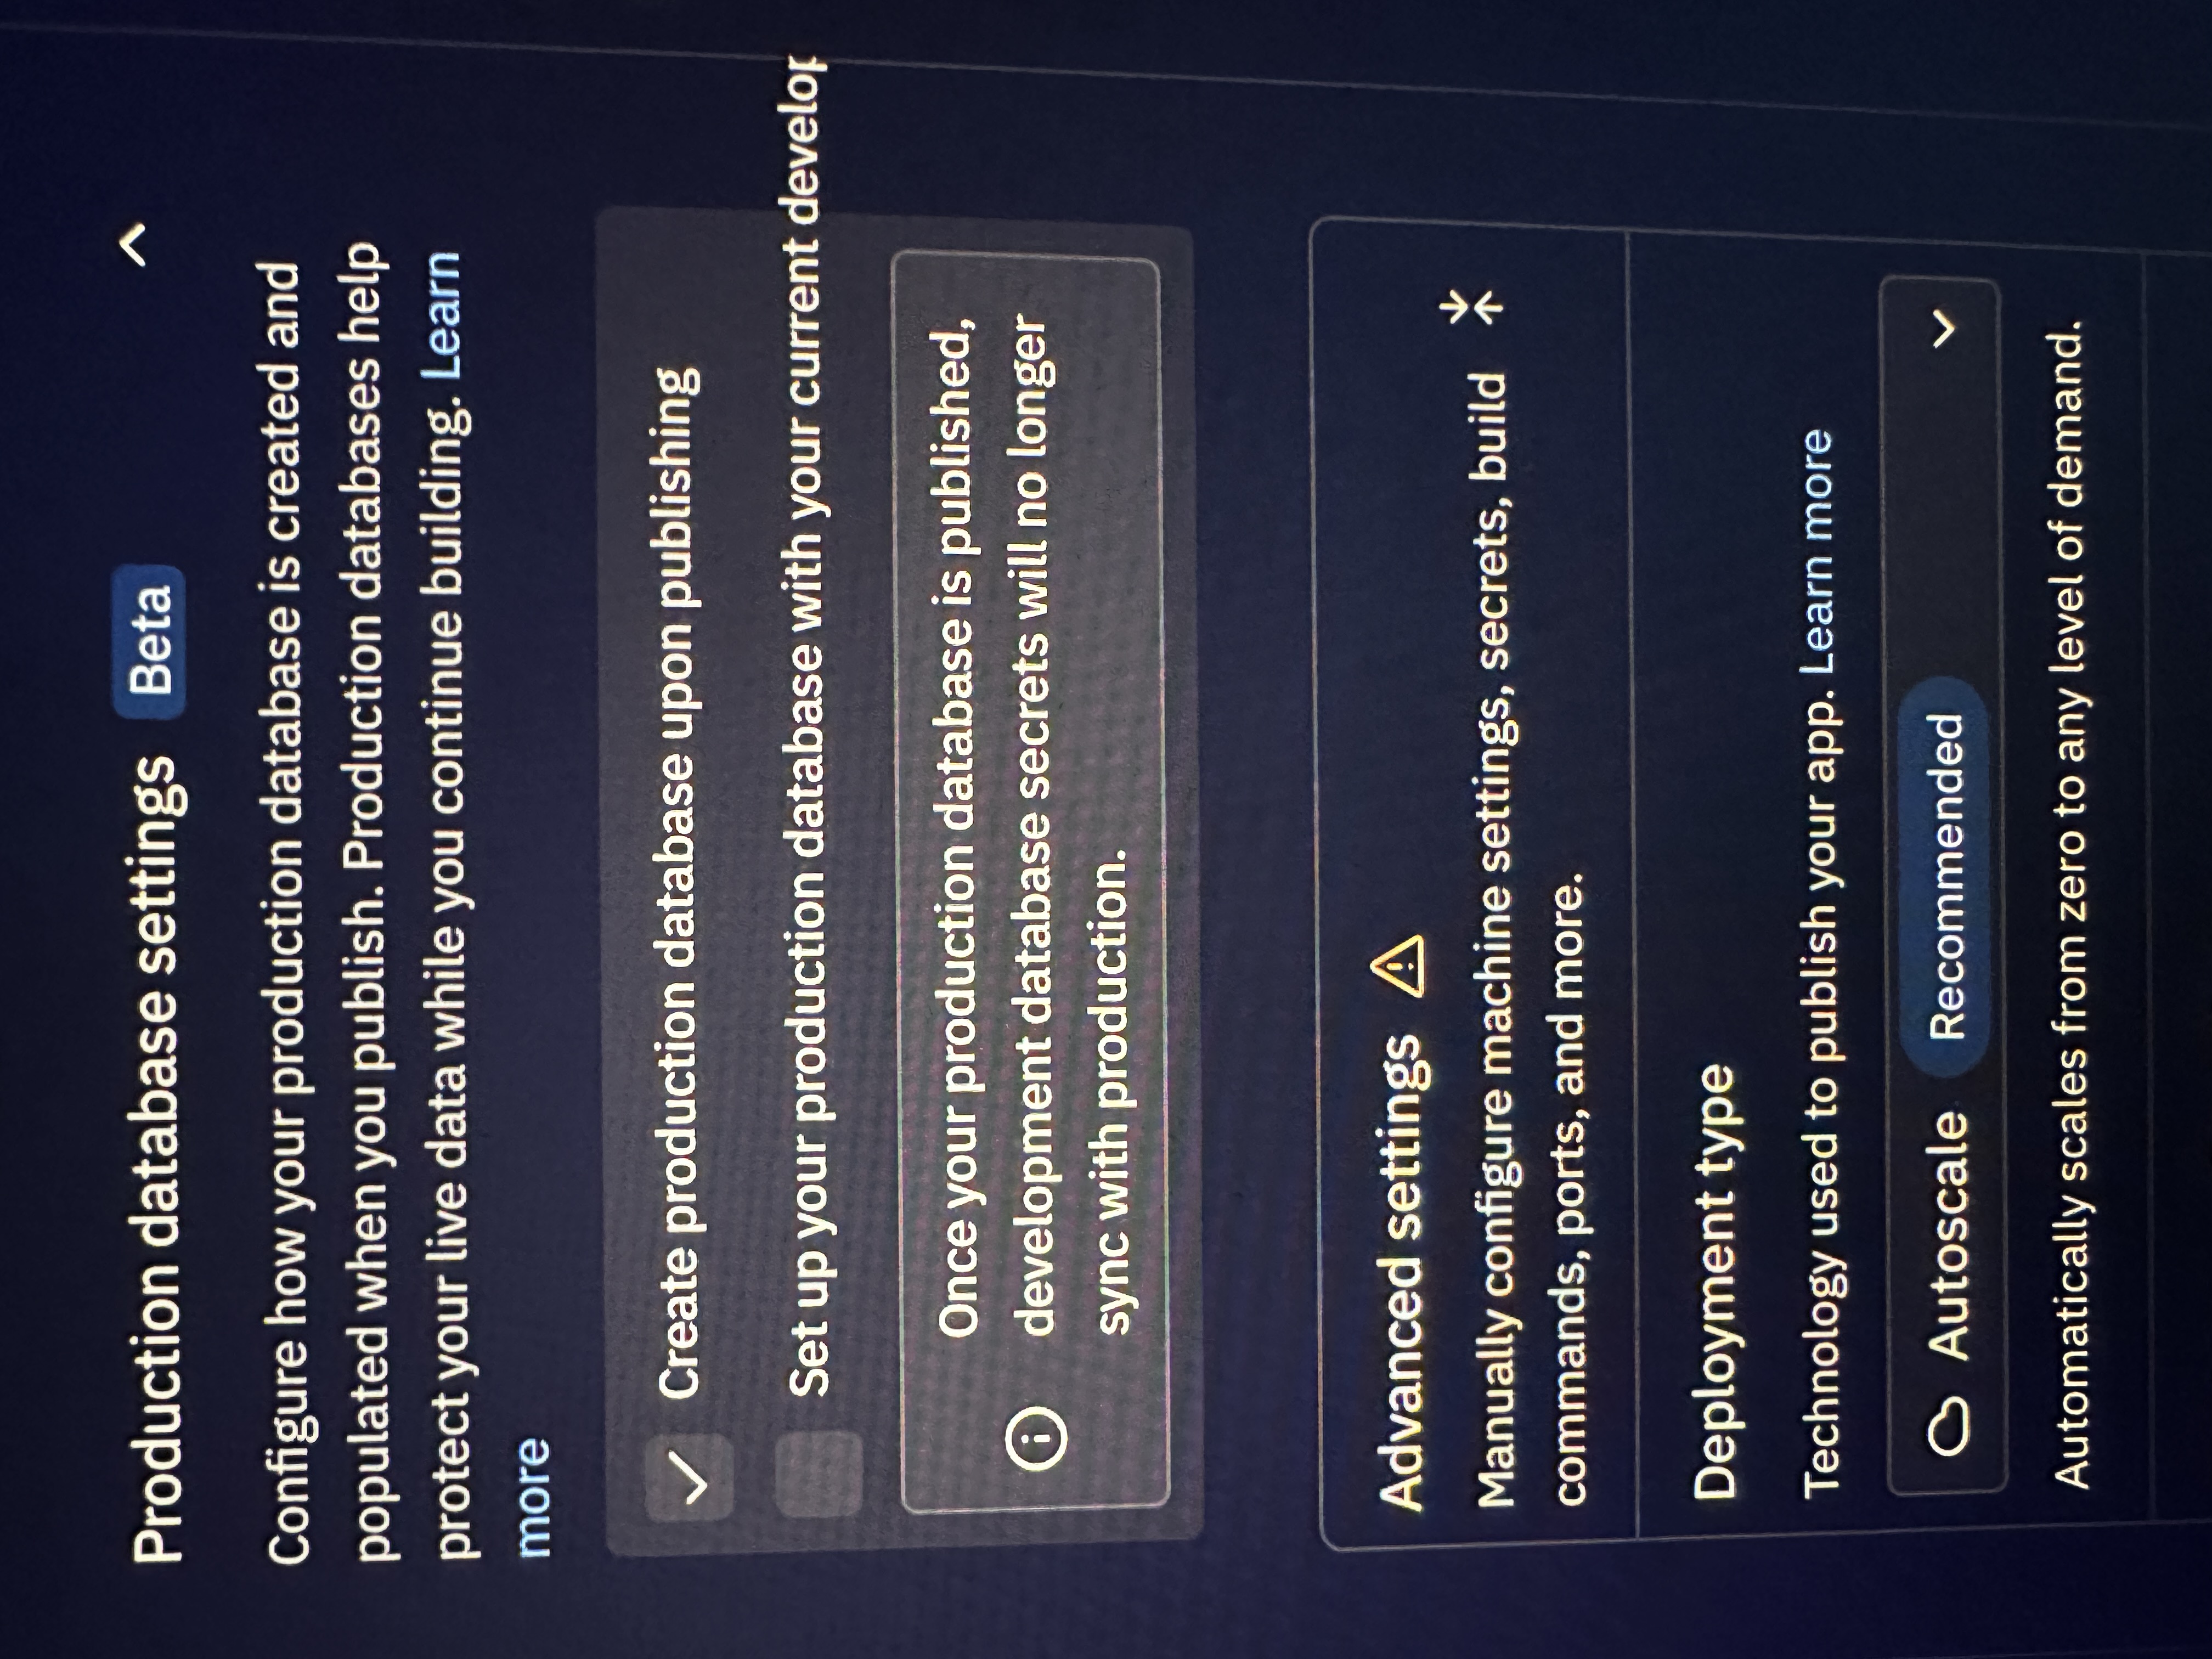 Production database settings Beta
Configure how your production database is created and
populated when you publish. Production databases help
protect your live data while you continue building. Learn
more
Create production database upon publishing
Set up your production database with your current develop
Once your production database is published,
development database secrets will no longer
sync with production.
Advanced settings
Manually configure machine settings, secrets, build
commands, ports, and more.
Deployment type
Technology used to publish your app. Learn more
Autoscale Recommended
Automatically scales from zero to any level of demand.